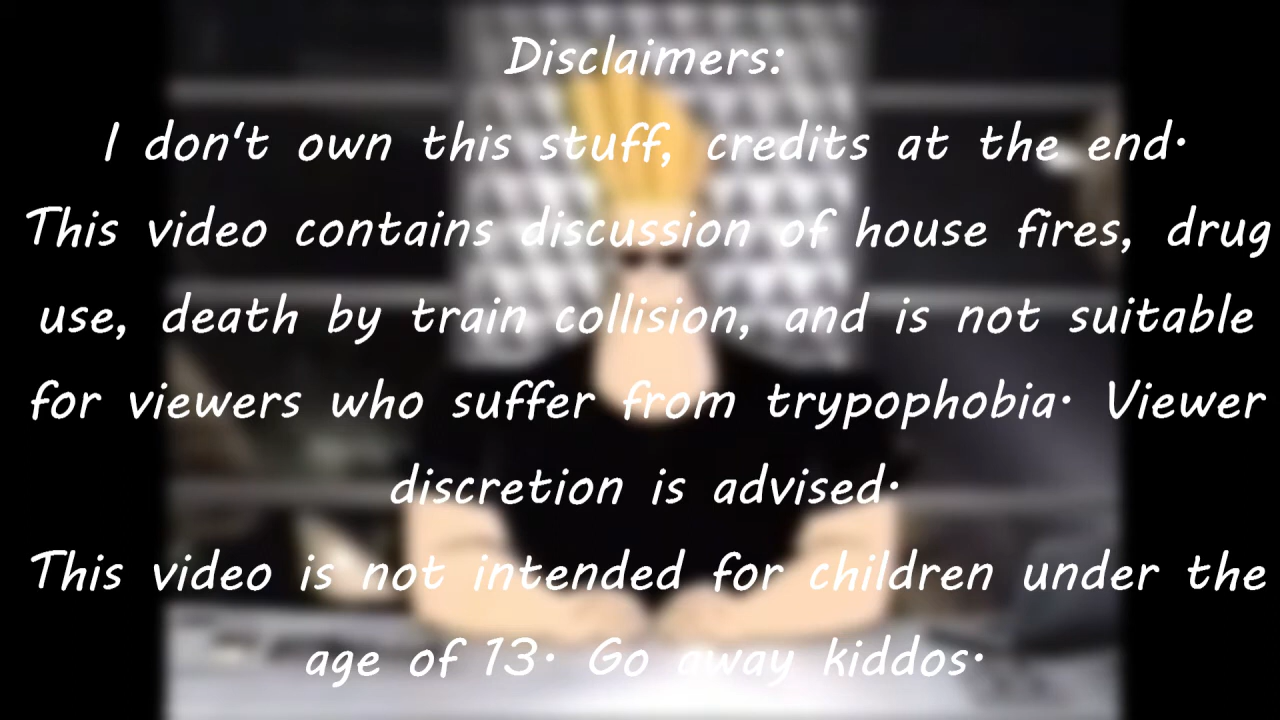 Disclaimers:
I don't own this stuff, credits at the end.
This video contains discussion of house fires, drug
use, death by train collision, and is not suitable
for viewers who suffer from trypophobia. Viewer
discretion is advised.
This video is not intended for children under the
age of 13. Go away kiddos.